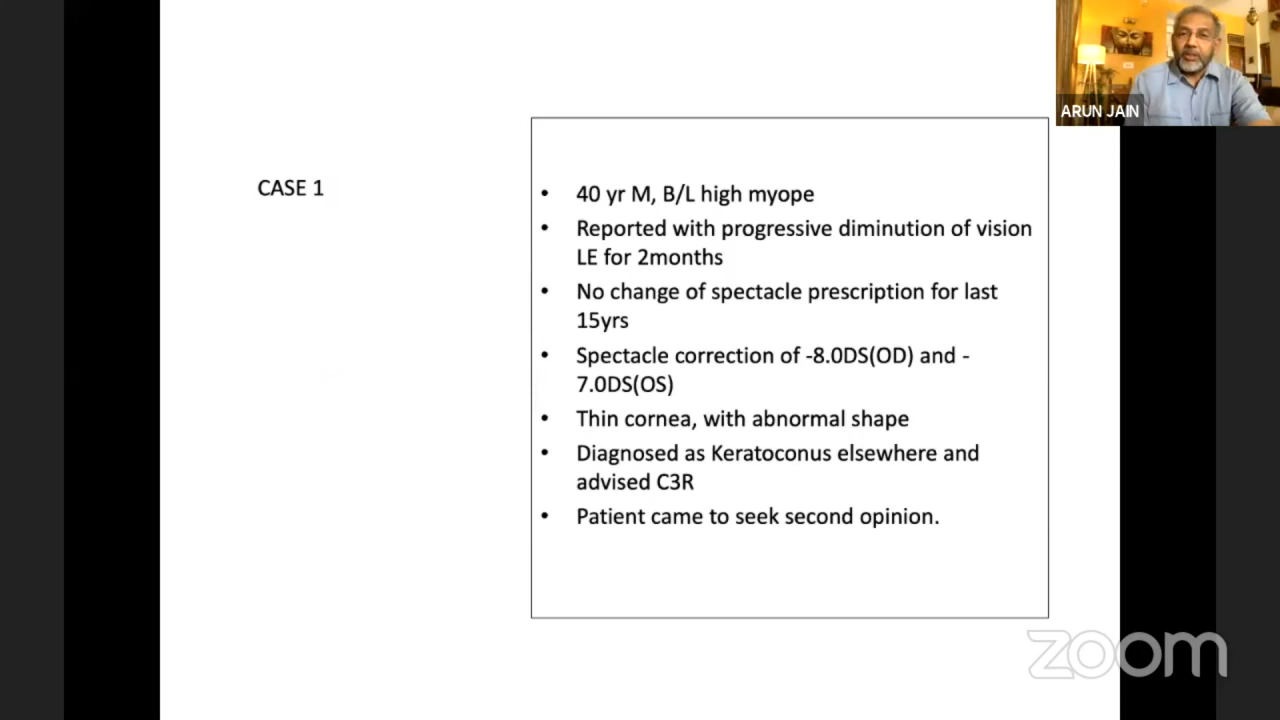 ARUN JAIN
CASE 1
• 40 yr M, B/L high myope
• Reported with progressive diminution of vision
LE for 2months
• No change of spectacle prescription for last
15yrs
• Spectacle correction of -8.0DS(OD) and -
7.0DS(OS)
• Thin cornea, with abnormal shape
• Diagnosed as Keratoconus elsewhere and
advised C3R
• Patient came to seek second opinion.
zoom